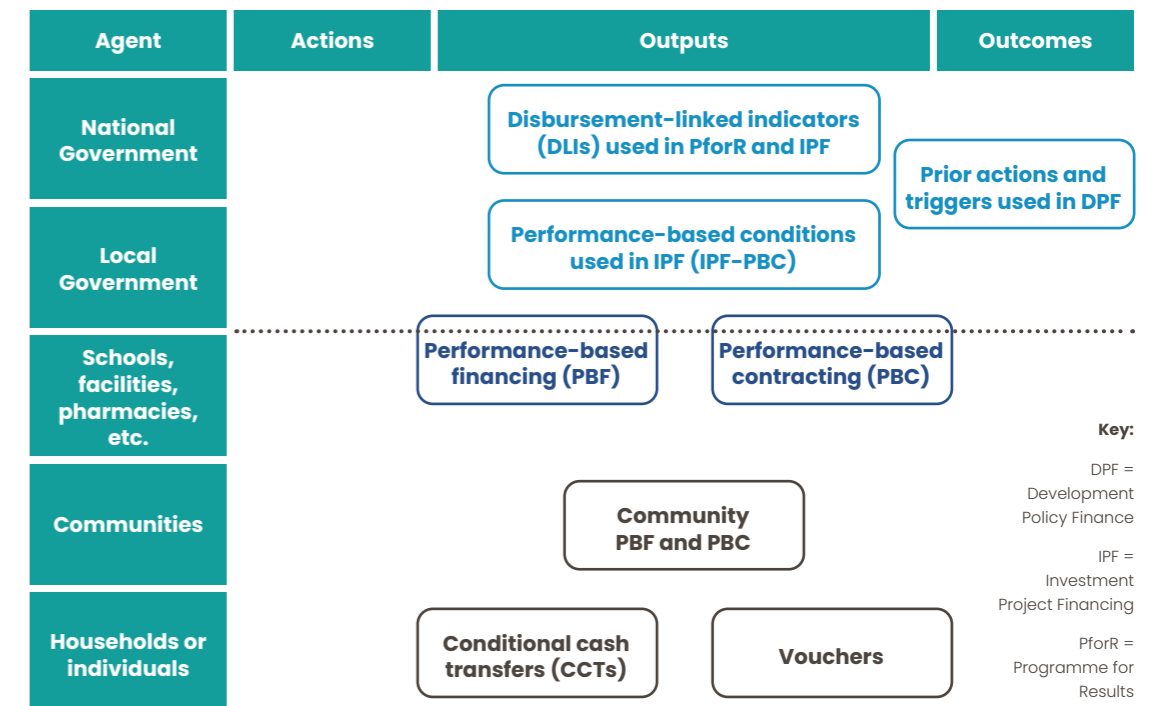 Agent
Actions
Outputs
Outcomes
National
Government
Disbursement-linked indicators
(DLIs) used in PforR and IPF
Prior actions and
triggers used in DPF
Local
Government
Performance-based conditions
used in IPF (IPF-PBC)
Schools,
facilities,
pharmacies,
etc.
Performance-based
financing (PBF)
Performance-based
contracting (PBC)
Communities
Community
PBF and PBC
Households or
individuals
Conditional cash
transfers (CCTs)
Vouchers
Key:
DPF =
Development
Policy Finance
IPF =
Investment
Project Financing
PforR =
Programme for
Results